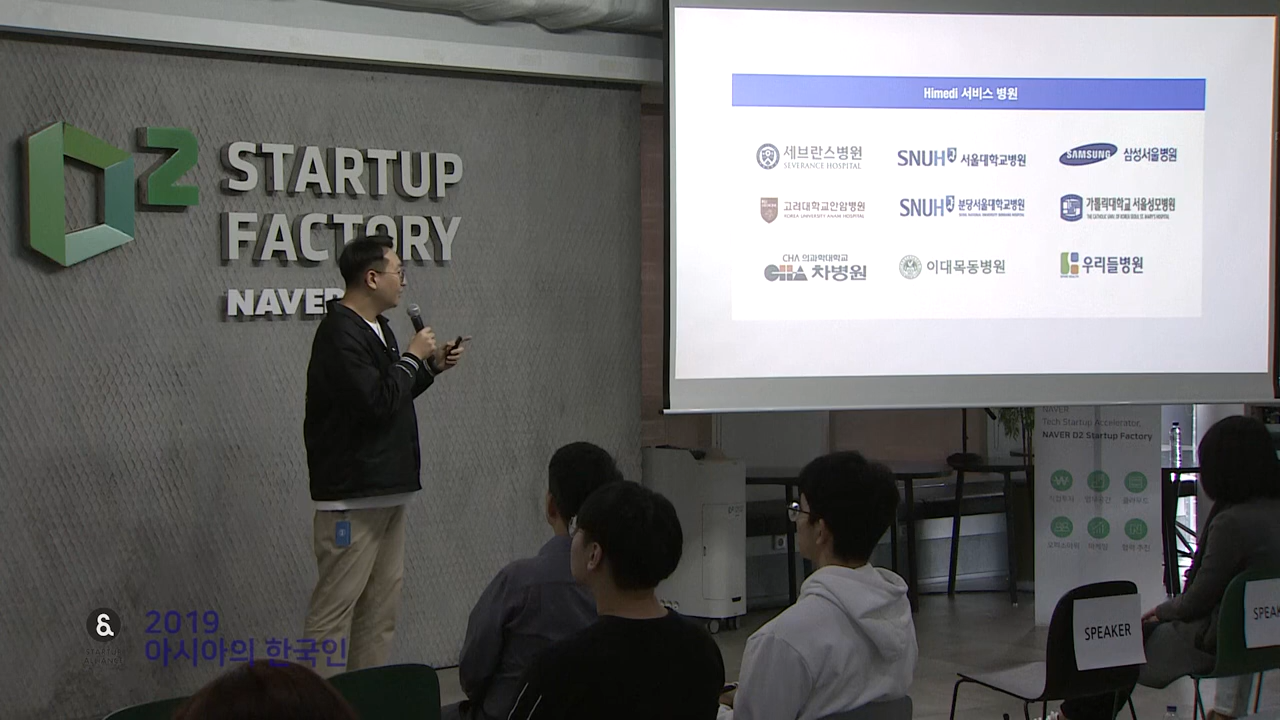 D2 STARTUP
FACTORY
NAVER
Himedi 서비스 병원
세브란스병원
SEVERANCE HOSPITAL
SNUH 서울대학교병원
SAMSUNG 삼성서울병원
고려대학교안암병원
KOREA UNIVERSITY ANAM HOSPITAL
SNUH 분당서울대학교병원
가톨릭대학교 서울성모병원
CHA 의과학대학교
CHA 차병원
이대목동병원
우리들병원
NAVER
Tech Startup Accelerator,
NAVER D2 Startup Factory
SPEAKER
SPEA
&
STARTUP
2019
아시아의 한국인